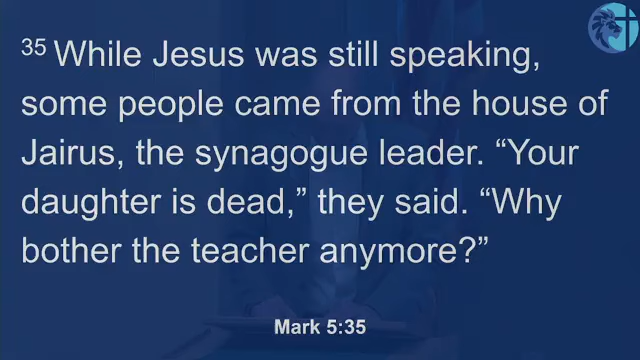 35 While Jesus was still speaking,
some people came from the house of
Jairus, the synagogue leader. “Your
daughter is dead,” they said. “Why
bother the teacher anymore?”
Mark 5:35